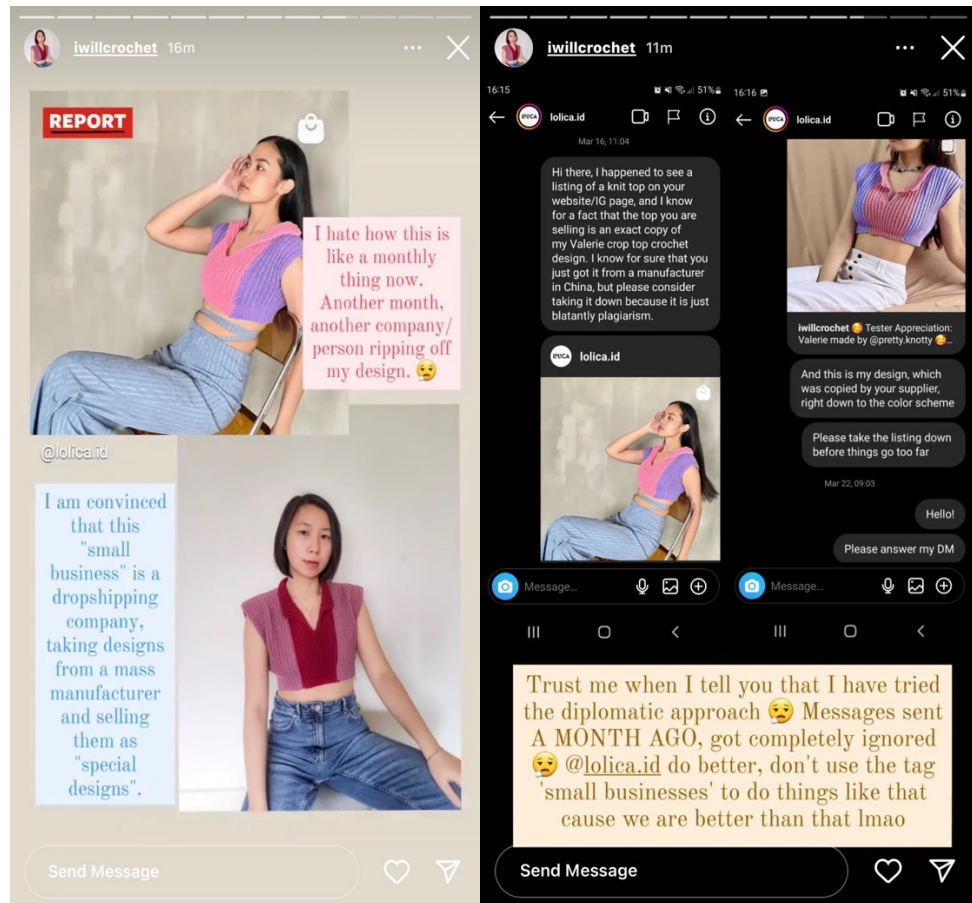 iwillcrochet 16m
REPORT
I hate how this is
like a monthly
thing now.
Another month,
another company/
person ripping off
my design.
@lolica.id
I am convinced
that this
"small
business" is a
dropshipping
company,
taking designs
from a mass
manufacturer
and selling
them as
"special
designs".
Send Message
iwillcrochet 11m
16:15
51%
lolica.id
Mar 16, 11:04
Hi there, I happened to see a
listing of a knit top on your
website/IG page, and I know
for a fact that the top you are
selling is an exact copy of
my Valerie crop top crochet
design. I know for sure that you
just got it from a manufacturer
in China, but please consider
taking it down because it is just
blatantly plagiarism.
lolica.id
Message...
16:16
51%
lolica.id
iwillcrochet 🥰 Tester Appreciation:
Valerie made by @pretty.knotty 🥰...
And this is my design, which
was copied by your supplier,
right down to the color scheme
Please take the listing down
before things go too far
Mar 22, 09:03
Hello!
Please answer my DM
Message...
Trust me when I tell you that I have tried
the diplomatic approach 😮‍💨 Messages sent
A MONTH AGO, got completely ignored
😮‍💨 @lolica.id do better, don't use the tag
'small businesses' to do things like that
cause we are better than that lmao
Send Message